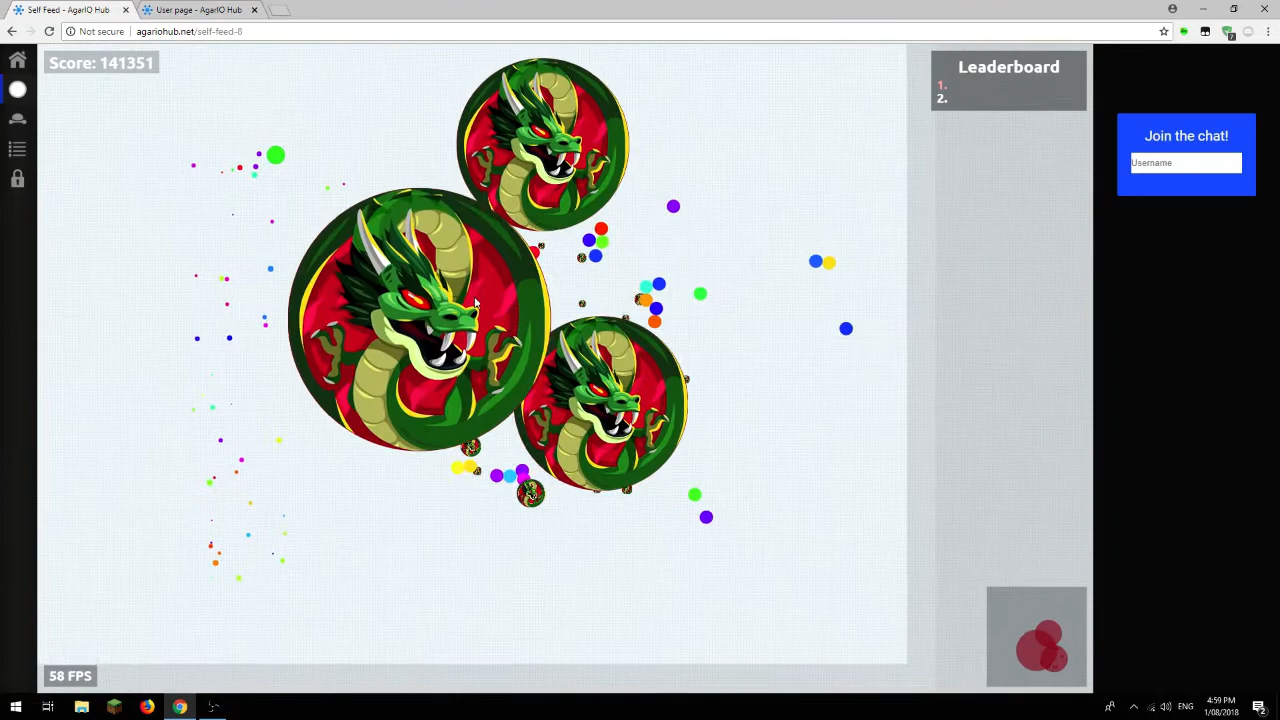 Self Feed - AgarIO Hub
User page - AgarIO Hub
Not secure
agariohub.net/self-feed-8
Score: 141351
Leaderboard
1.
2.
Join the chat!
Username
58 FPS
ENG
4:59 PM
1/08/2018